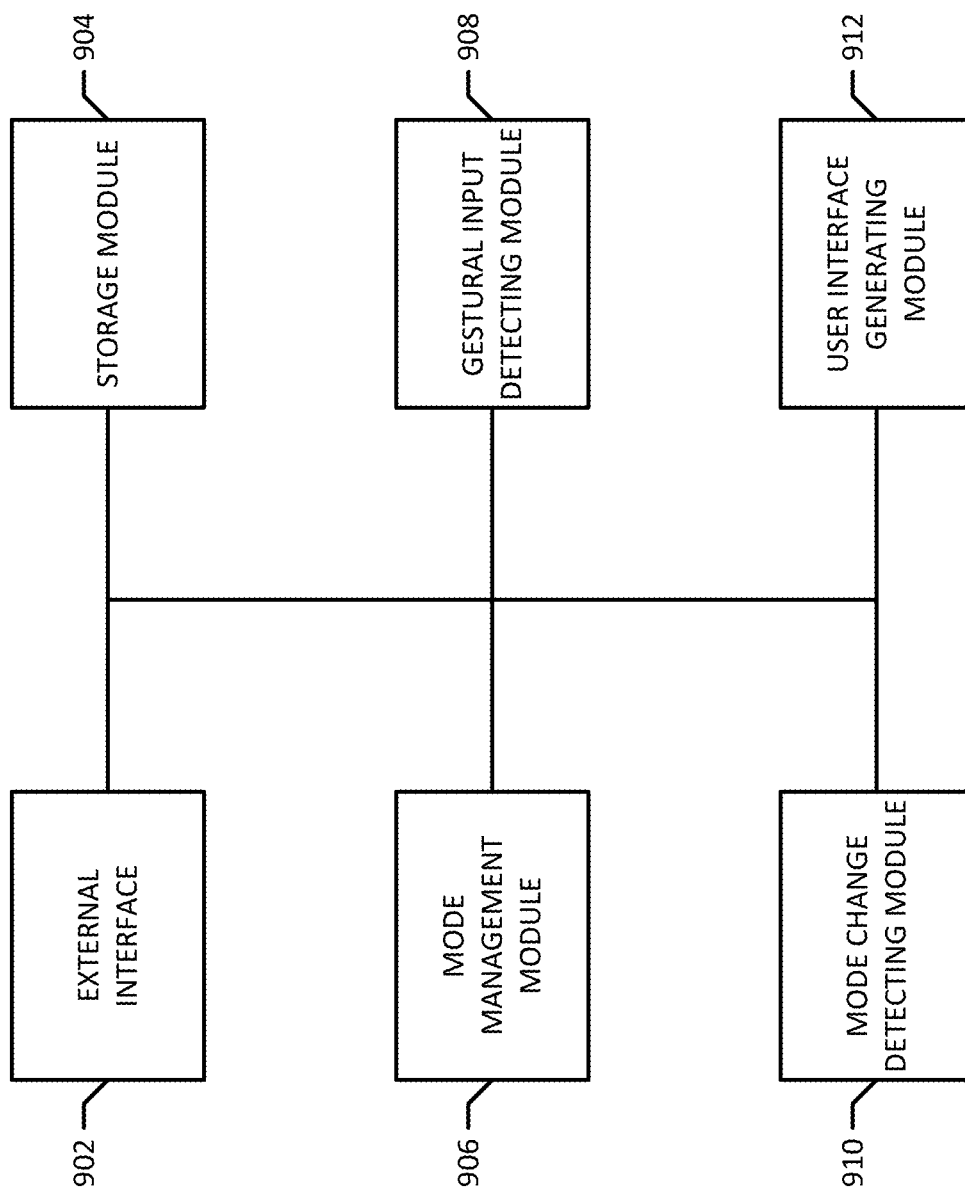 902
EXTERNAL
INTERFACE
STORAGE MODULE
904
906
MODE
MANAGEMENT
MODULE
GESTURAL INPUT
DETECTING MODULE
908
910
MODE CHANGE
DETECTING MODULE
USER INTERFACE
GENERATING
MODULE
912